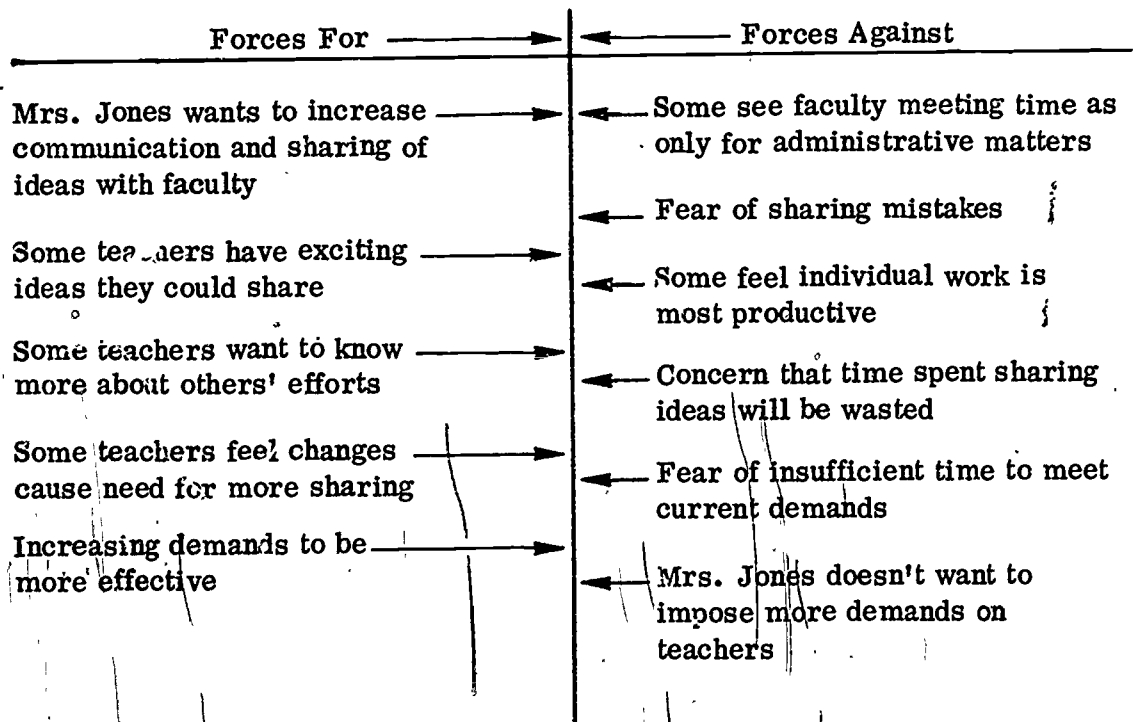 Forces For
Forces Against
Mrs. Jones wants to increase
communication and sharing of
ideas with faculty
Some teachers have exciting
ideas they could share
Some teachers want to know
more about others' efforts
Some teachers feel changes
cause need for more sharing
Increasing demands to be
more effective
Some see faculty meeting time as
only for administrative matters
Fear of sharing mistakes
Some feel individual work is
most productive
Concern that time spent sharing
ideas will be wasted
Fear of insufficient time to meet
current demands
Mrs. Jones doesn't want to
impose more demands on
teachers